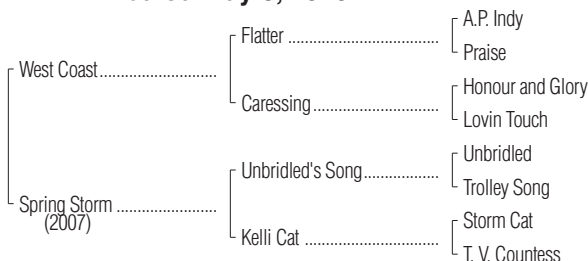 A.P. Indy
Flatter
Praise
West Coast
Honour and Glory
Caressing
Lovin Touch
Unbridled
Unbridled's Song
Trolley Song
Spring Storm
(2007)
Storm Cat
Kelli Cat
T. V. Countess